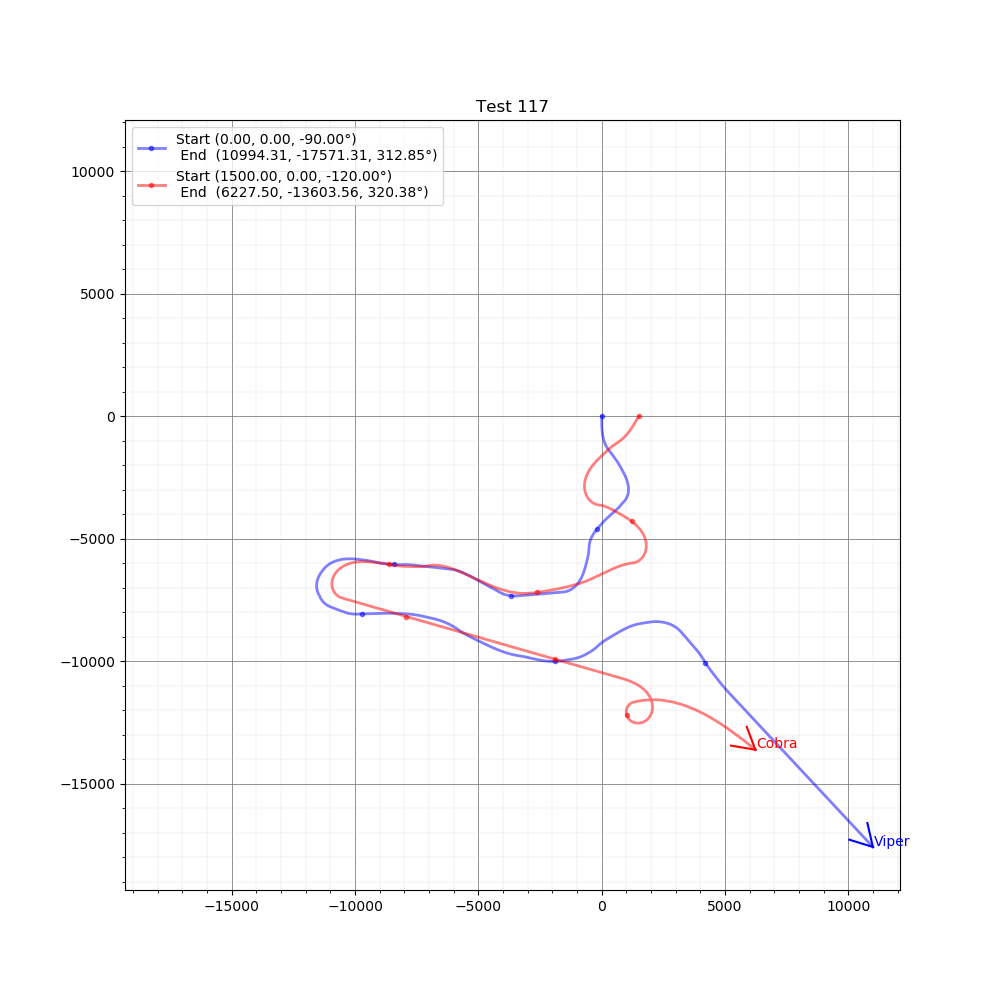 Test 117
Start (0.00, 0.00, -90.00°)
End (10994.31, -17571.31, 312.85°)
Start (1500.00, 0.00, -120.00°)
End (6227.50, -13603.56, 320.38°)
10000
5000
0
−5000
−10000
−15000
Cobra
Viper
−15000 −10000 −5000 0 5000 10000